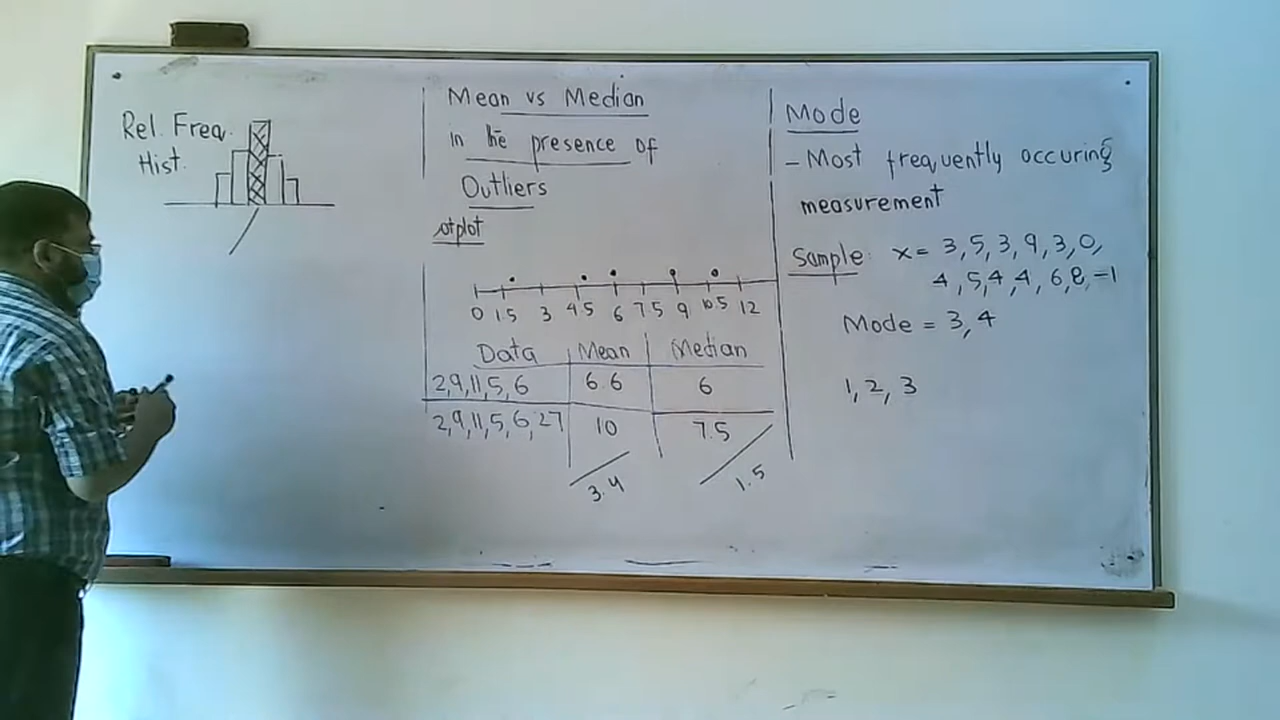 Rel. Freq.
Hist.
Mean vs Median
in the presence of
Outliers
otplot
0 1.5 3 4.5 6 7.5 9 10.5 12
Data Mean Median
2,9,11,5,6 6.6 6
2,9,11,5,6,27 10 7.5
3.4 1.5
Mode
- Most frequently occuring
measurement
Sample: x = 3,5,3,9,3,0,
4,5,4,4,6,8,-1
Mode = 3,4
1,2,3